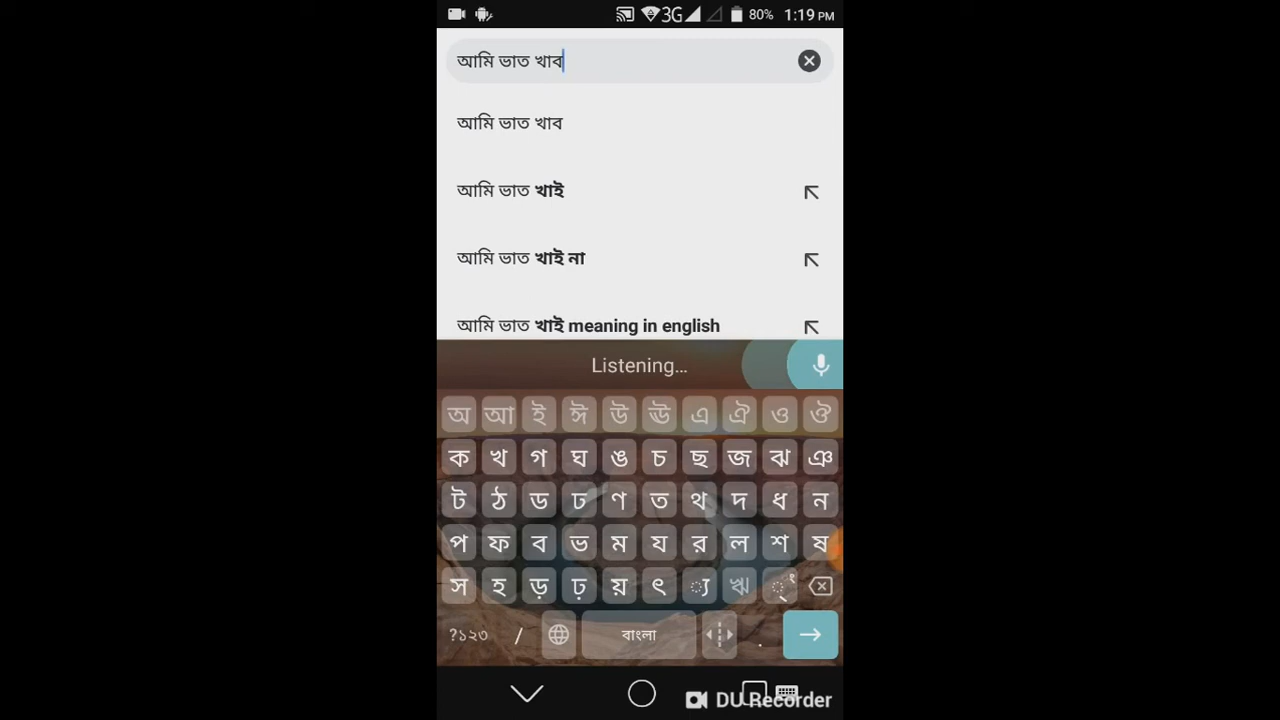 3G 80% 1:19 PM
আমি ভাত খাব
আমি ভাত খাব
আমি ভাত খাই
আমি ভাত খাই না
আমি ভাত খাই meaning in english
Listening...
অ আ ই ঈ উ ঊ এ ঐ ও ঔ
ক খ গ ঘ ঙ চ ছ জ ঝ ঞ
ট ঠ ড ঢ ণ ত থ দ ধ ন
প ফ ব ভ ম য র ল শ ষ
স হ ড় ঢ় য় ৎ ্য ঋ ঁ ং
?১২৩ / বাংলা .
DU Recorder